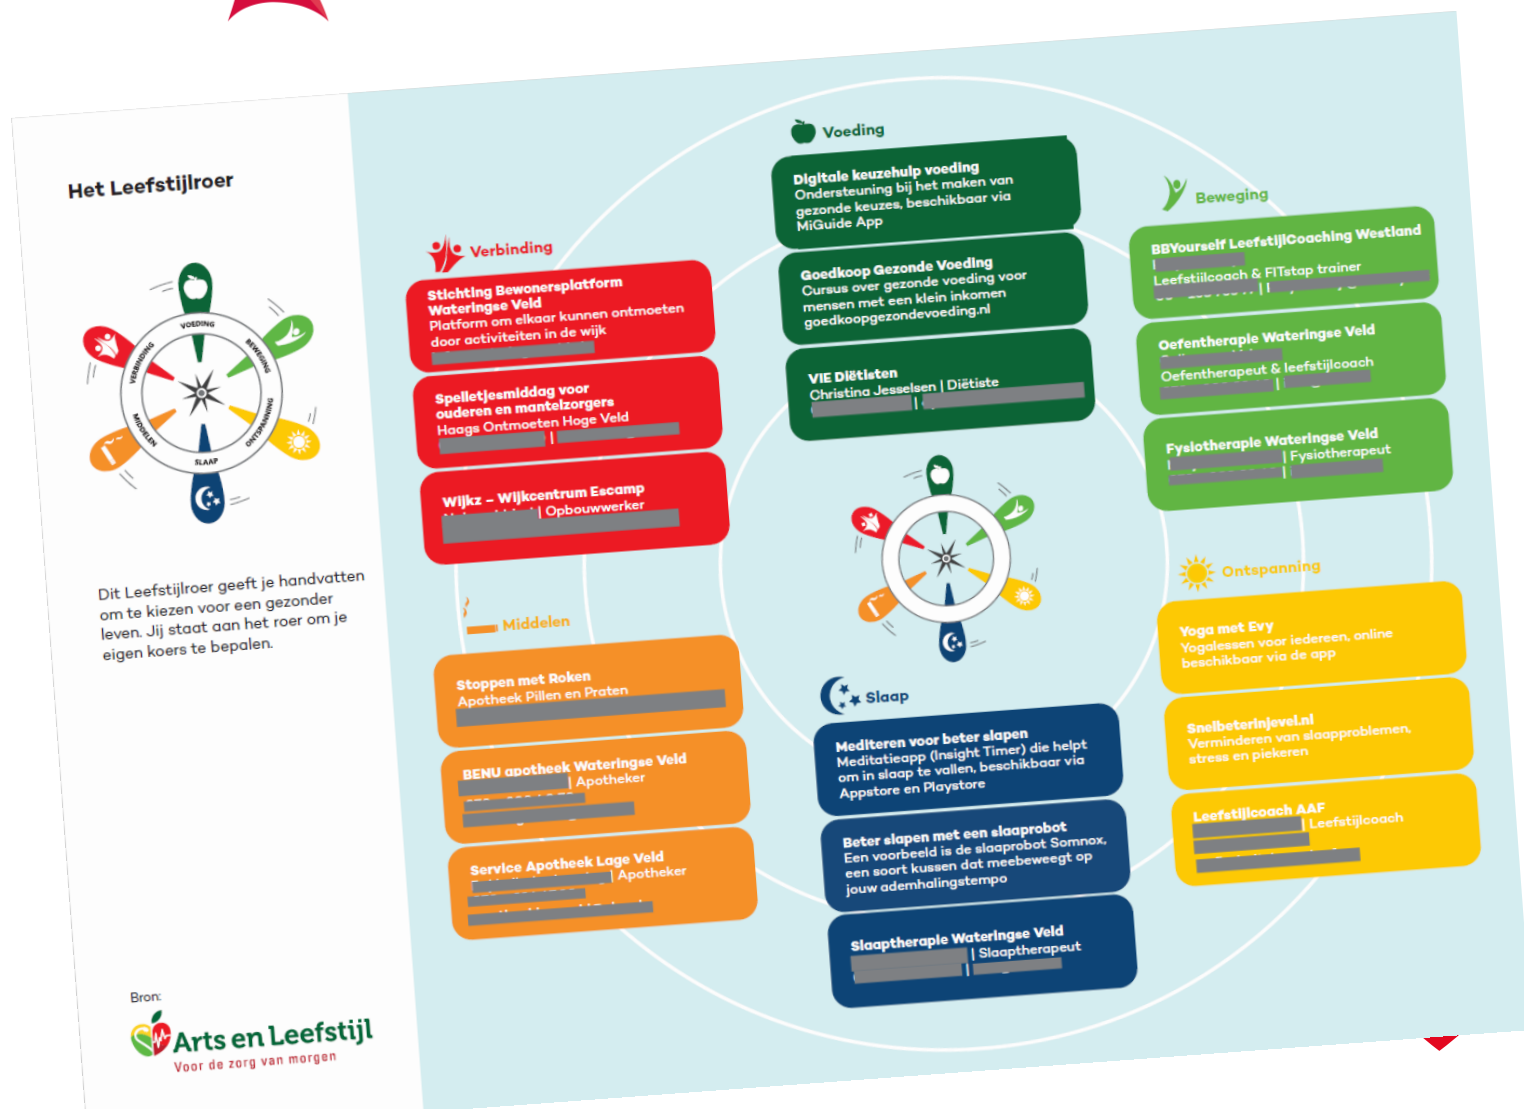 Het Leefstijlroer
VOEDING
BEWEGING
ONTSPANNING
SLAAP
MIDDELEN
VERBINDING
Dit Leefstijlroer geeft je handvatten
om te kiezen voor een gezonder
leven. Jij staat aan het roer om je
eigen koers te bepalen.
Bron:
Arts en Leefstijl
Voor de zorg van morgen
Verbinding
Stichting Bewonersplatform
Wateringse Veld
Platform om elkaar kunnen ontmoeten
door activiteiten in de wijk
Spelletjesmiddag voor
ouderen en mantelzorgers
Haags Ontmoeten Hoge Veld
|
Wijkz – Wijkcentrum Escamp
| Opbouwwerker
Middelen
Stoppen met Roken
Apotheek Pillen en Praten
BENU apotheek Wateringse Veld
| Apotheker
Service Apotheek Lage Veld
| Apotheker
Voeding
Digitale keuzehulp voeding
Ondersteuning bij het maken van
gezonde keuzes, beschikbaar via
MiGuide App
Goedkoop Gezonde Voeding
Cursus over gezonde voeding voor
mensen met een klein inkomen
goedkoopgezondevoeding.nl
VIE Diëtisten
Christina Jesselsen | Diëtiste
|
Slaap
Mediteren voor beter slapen
Meditatieapp (Insight Timer) die helpt
om in slaap te vallen, beschikbaar via
Appstore en Playstore
Beter slapen met een slaaprobot
Een voorbeeld is de slaaprobot Somnox,
een soort kussen dat meebeweegt op
jouw ademhalingstempo
Slaaptherapie Wateringse Veld
| Slaaptherapeut
|
Beweging
BBYourself LeefstijlCoaching Westland
Leefstijlcoach & FITstap trainer
|
Oefentherapie Wateringse Veld
Oefentherapeut & leefstijlcoach
|
Fysiotherapie Wateringse Veld
| Fysiotherapeut
|
Ontspanning
Yoga met Evy
Yogalessen voor iedereen, online
beschikbaar via de app
Snelbeterinjevel.nl
Verminderen van slaapproblemen,
stress en piekeren
Leefstijlcoach AAF
| Leefstijlcoach